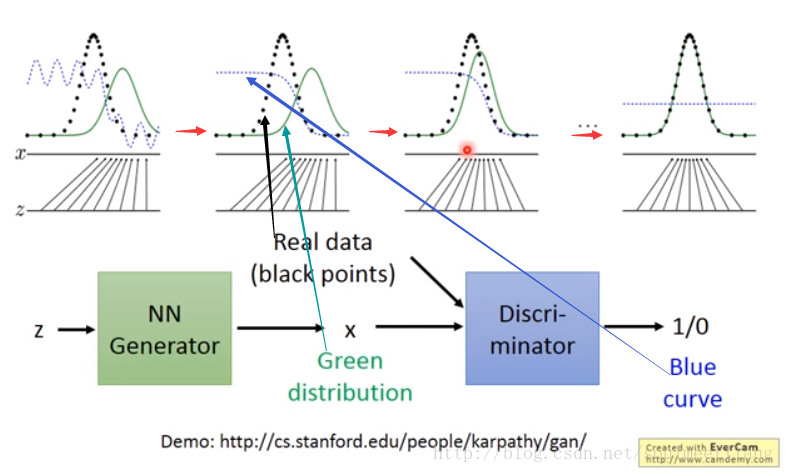 ...
x
z
Real data
(black points)
z
NN
Generator
x
Discri-
minator
1/0
Green
distribution
Blue
curve
Demo: http://cs.stanford.edu/people/karpathy/gan/
Created with EverCam
http://www.camdemy.com